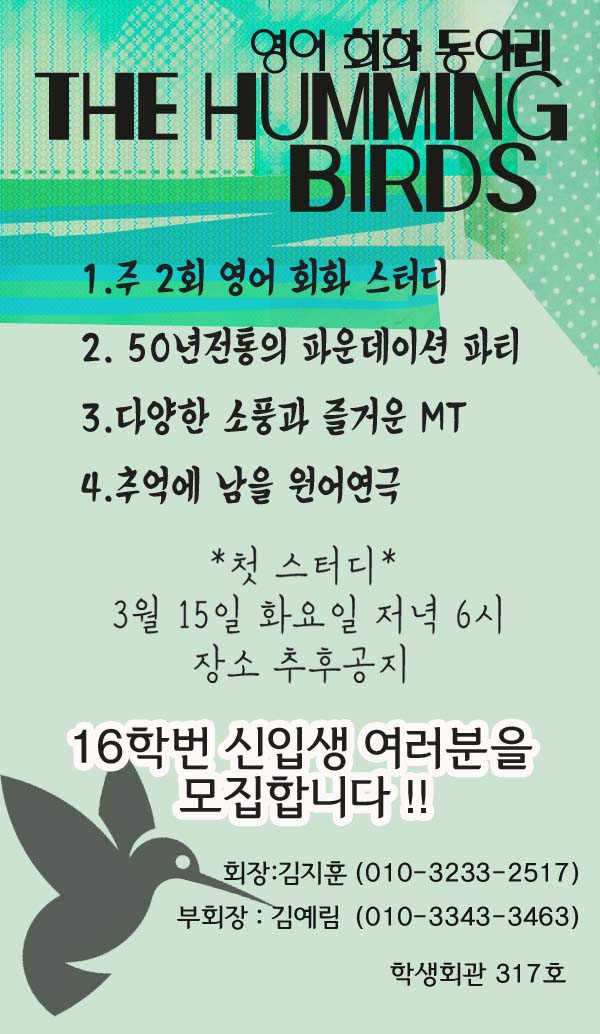 영어 회화 동아리
THE HUMMING
BIRDS
1.주 2회 영어 회화 스터디
2. 50년전통의 파운데이션 파티
3.다양한 소풍과 즐거운 MT
4.추억에 남을 원어연극
*첫 스터디*
3월 15일 화요일 저녁 6시
장소 추후공지
16학번 신입생 여러분을
모집합니다 !!
회장:김지훈 (010-3233-2517)
부회장 : 김예림 (010-3343-3463)
학생회관 317호